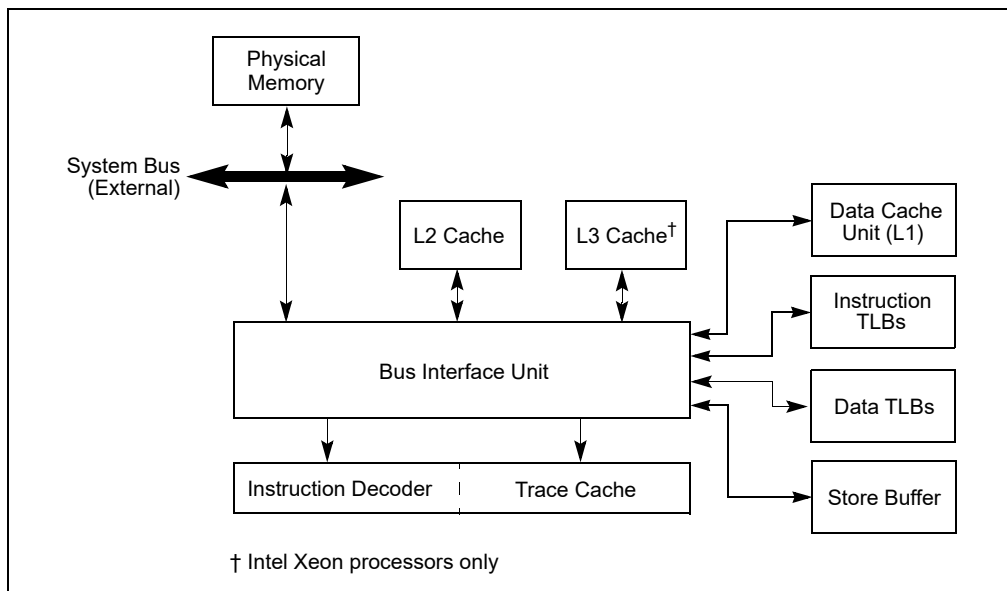 Physical
Memory
System Bus
(External)
L2 Cache
L3 Cache†
Data Cache
Unit (L1)
Instruction
TLBs
Bus Interface Unit
Data TLBs
Instruction Decoder
Trace Cache
Store Buffer
† Intel Xeon processors only